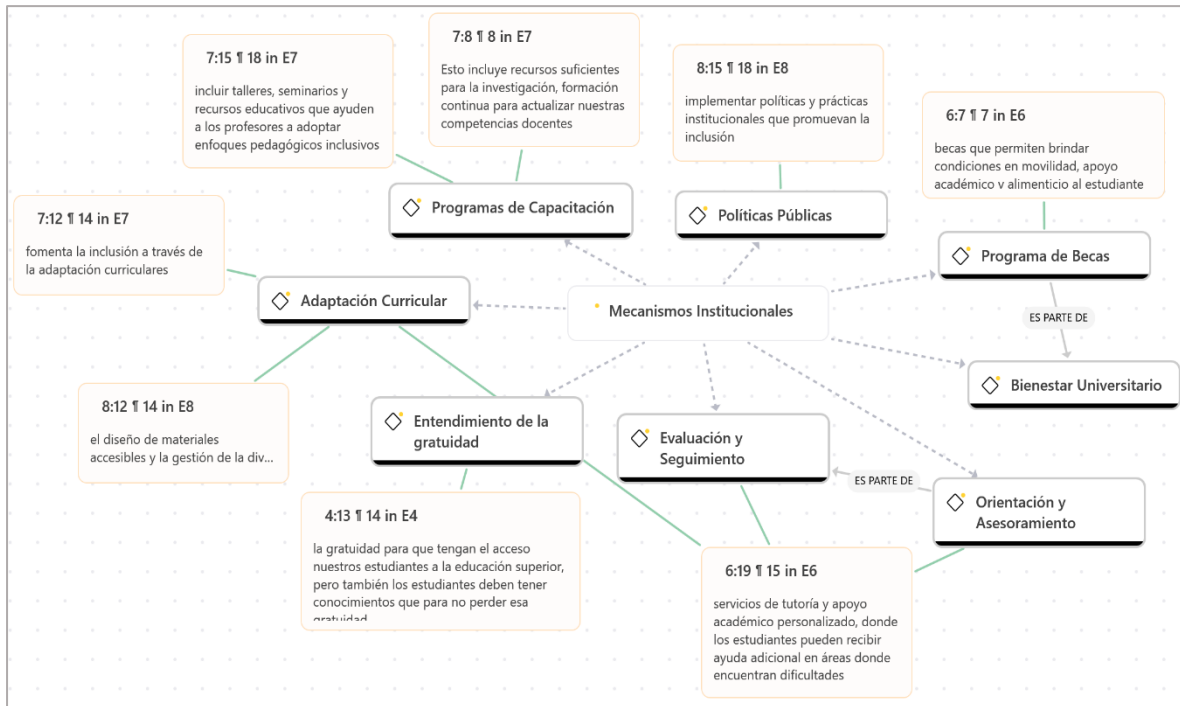 7:15 ¶ 18 in E7
incluir talleres, seminarios y
recursos educativos que ayuden
a los profesores a adoptar
enfoques pedagógicos inclusivos
7:8 ¶ 8 in E7
Esto incluye recursos suficientes
para la investigación, formación
continua para actualizar nuestras
competencias docentes
8:15 ¶ 18 in E8
implementar políticas y prácticas
institucionales que promuevan la
inclusión
6:7 ¶ 7 in E6
becas que permiten brindar
condiciones en movilidad, apoyo
académico y alimenticio al estudiante
Programas de Capacitación
Políticas Públicas
7:12 ¶ 14 in E7
fomenta la inclusión a través de
la adaptación curriculares
Programa de Becas
Adaptación Curricular
Mecanismos Institucionales
ES PARTE DE
Bienestar Universitario
8:12 ¶ 14 in E8
el diseño de materiales
accesibles y la gestión de la div...
Entendimiento de la
gratuidad
Evaluación y
Seguimiento
ES PARTE DE
Orientación y
Asesoramiento
4:13 ¶ 14 in E4
la gratuidad para que tengan el acceso
nuestros estudiantes a la educación superior,
pero también los estudiantes deben tener
conocimientos que para no perder esa
gratuidad
6:19 ¶ 15 in E6
servicios de tutoría y apoyo
académico personalizado, donde
los estudiantes pueden recibir
ayuda adicional en áreas donde
encuentran dificultades